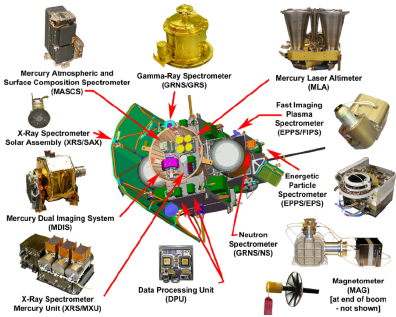 Mercury Atmospheric and
Surface Composition Spectrometer
(MASCS)
Gamma-Ray Spectrometer
(GRNS/GRS)
Mercury Laser Altimeter
(MLA)
X-Ray Spectrometer
Solar Assembly (XRS/SAX)
Fast Imaging
Plasma
Spectrometer
(EPPS/FIPS)
Mercury Dual Imaging System
(MDIS)
Energetic
Particle
Spectrometer
(EPPS/EPS)
X-Ray Spectrometer
Mercury Unit (XRS/MXU)
Data Processing Unit
(DPU)
Neutron
Spectrometer
(GRNS/NS)
Magnetometer
(MAG)
[at end of boom
- not shown]